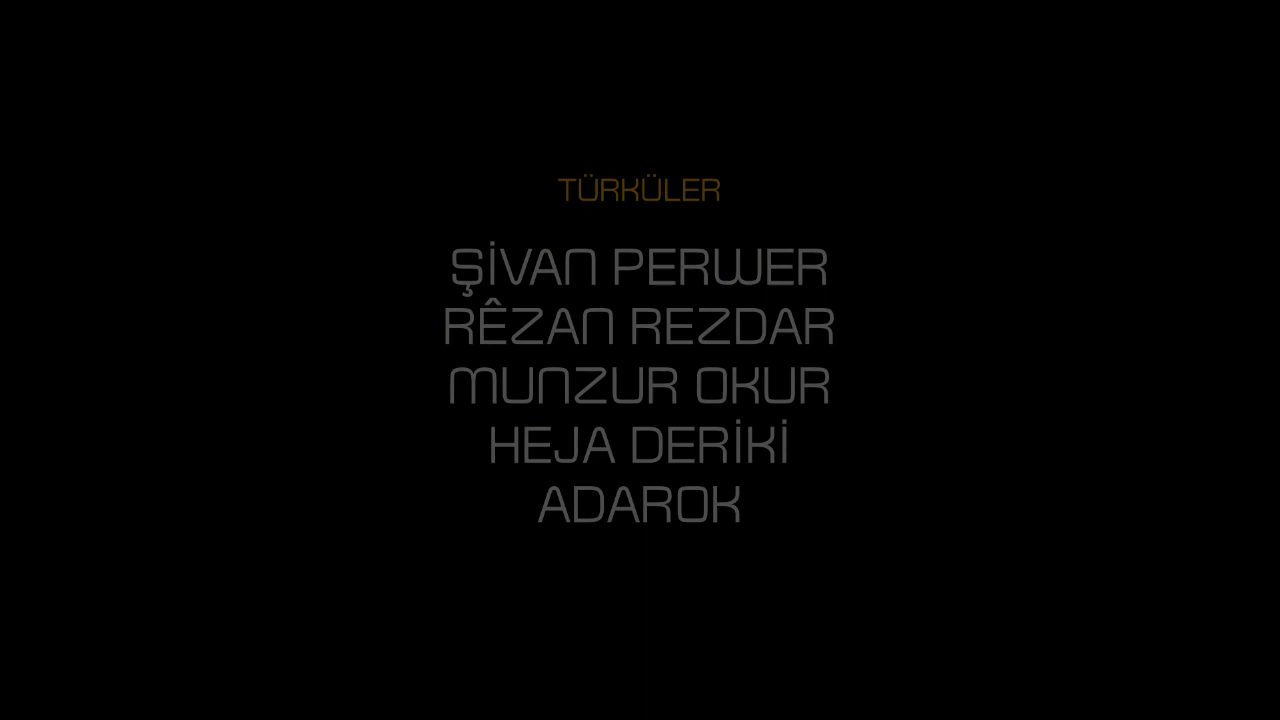 TÜRKÜLER
ŞİVAN PERWER
RÊZAN REZDAR
MUNZUR OKUR
HEJA DERİKİ
ADAROK